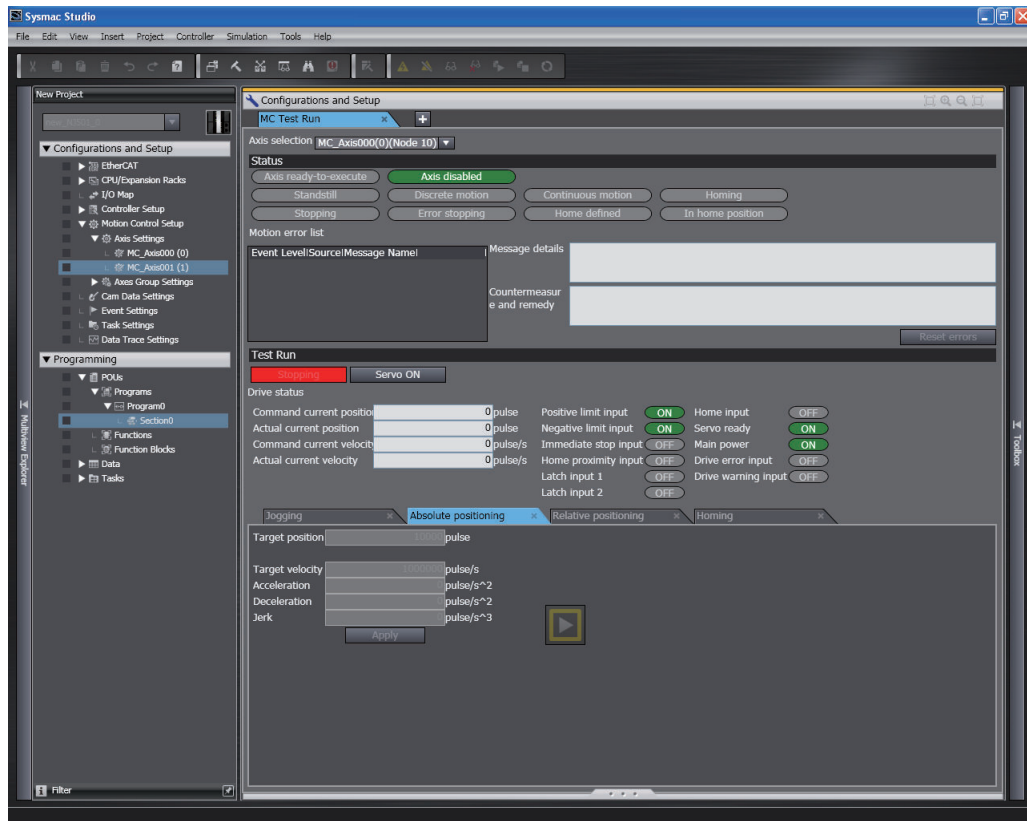 Sysmac Studio
File Edit View Insert Project Controller Simulation Tools Help
New Project
Configurations and Setup
EtherCAT
CPU/Expansion Racks
I/O Map
Controller Setup
Motion Control Setup
Axis Settings
MC_Axis000 (0)
MC_Axis001 (1)
Axes Group Settings
Cam Data Settings
Event Settings
Task Settings
Data Trace Settings
Programming
POUs
Programs
Program0
Section0
Functions
Function Blocks
Data
Tasks
Filter
Multiview Explorer
Configurations and Setup
MC Test Run
Axis selection MC_Axis000(0)(Node 10)
Status
Axis ready-to-execute Axis disabled
Standstill Discrete motion Continuous motion Homing
Stopping Error stopping Home defined In home position
Motion error list
Event Level|Source|Message Name|
Message details
Countermeasur
e and remedy
Reset errors
Test Run
Stopping Servo ON
Drive status
Command current position 0 pulse Positive limit input ON Home input OFF
Actual current position 0 pulse Negative limit input ON Servo ready ON
Command current velocity 0 pulse/s Immediate stop input OFF Main power ON
Actual current velocity 0 pulse/s Home proximity input OFF Drive error input OFF
Latch input 1 OFF Drive warning input OFF
Latch input 2 OFF
Jogging Absolute positioning Relative positioning Homing
Target position 10000 pulse
Target velocity 1000000 pulse/s
Acceleration pulse/s^2
Deceleration pulse/s^2
Jerk pulse/s^3
Apply
Toolbox